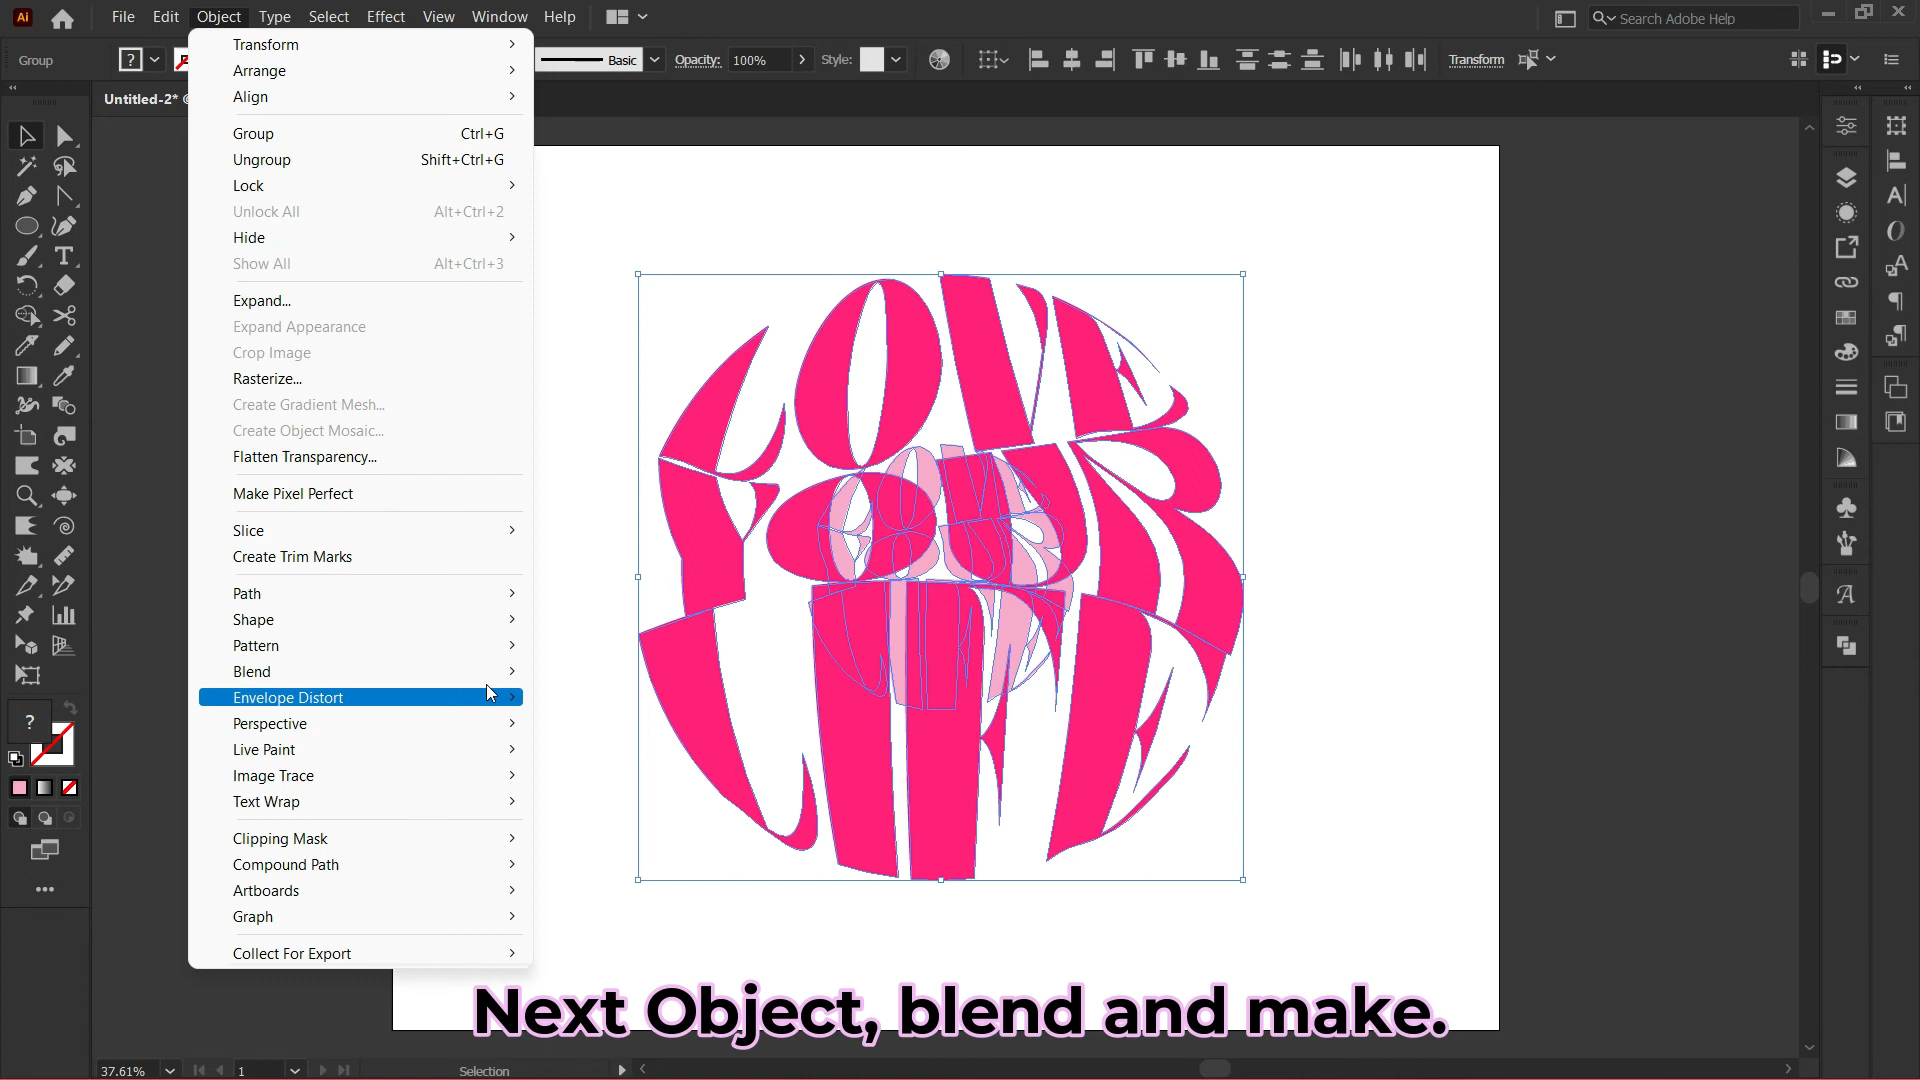 Ai File Edit Object Type Select Effect View Window Help Search Adobe Help
Group ? Basic Opacity: 100% Style: Transform
Untitled-2*
Transform
Arrange
Align
Group Ctrl+G
Ungroup Shift+Ctrl+G
Lock
Unlock All Alt+Ctrl+2
Hide
Show All Alt+Ctrl+3
Expand...
Expand Appearance
Crop Image
Rasterize...
Create Gradient Mesh...
Create Object Mosaic...
Flatten Transparency...
Make Pixel Perfect
Slice
Create Trim Marks
Path
Shape
Pattern
Blend
Envelope Distort
Perspective
Live Paint
Image Trace
Text Wrap
Clipping Mask
Compound Path
Artboards
Graph
Collect For Export
?
Next Object, blend and make.
37.61% 1 Selection